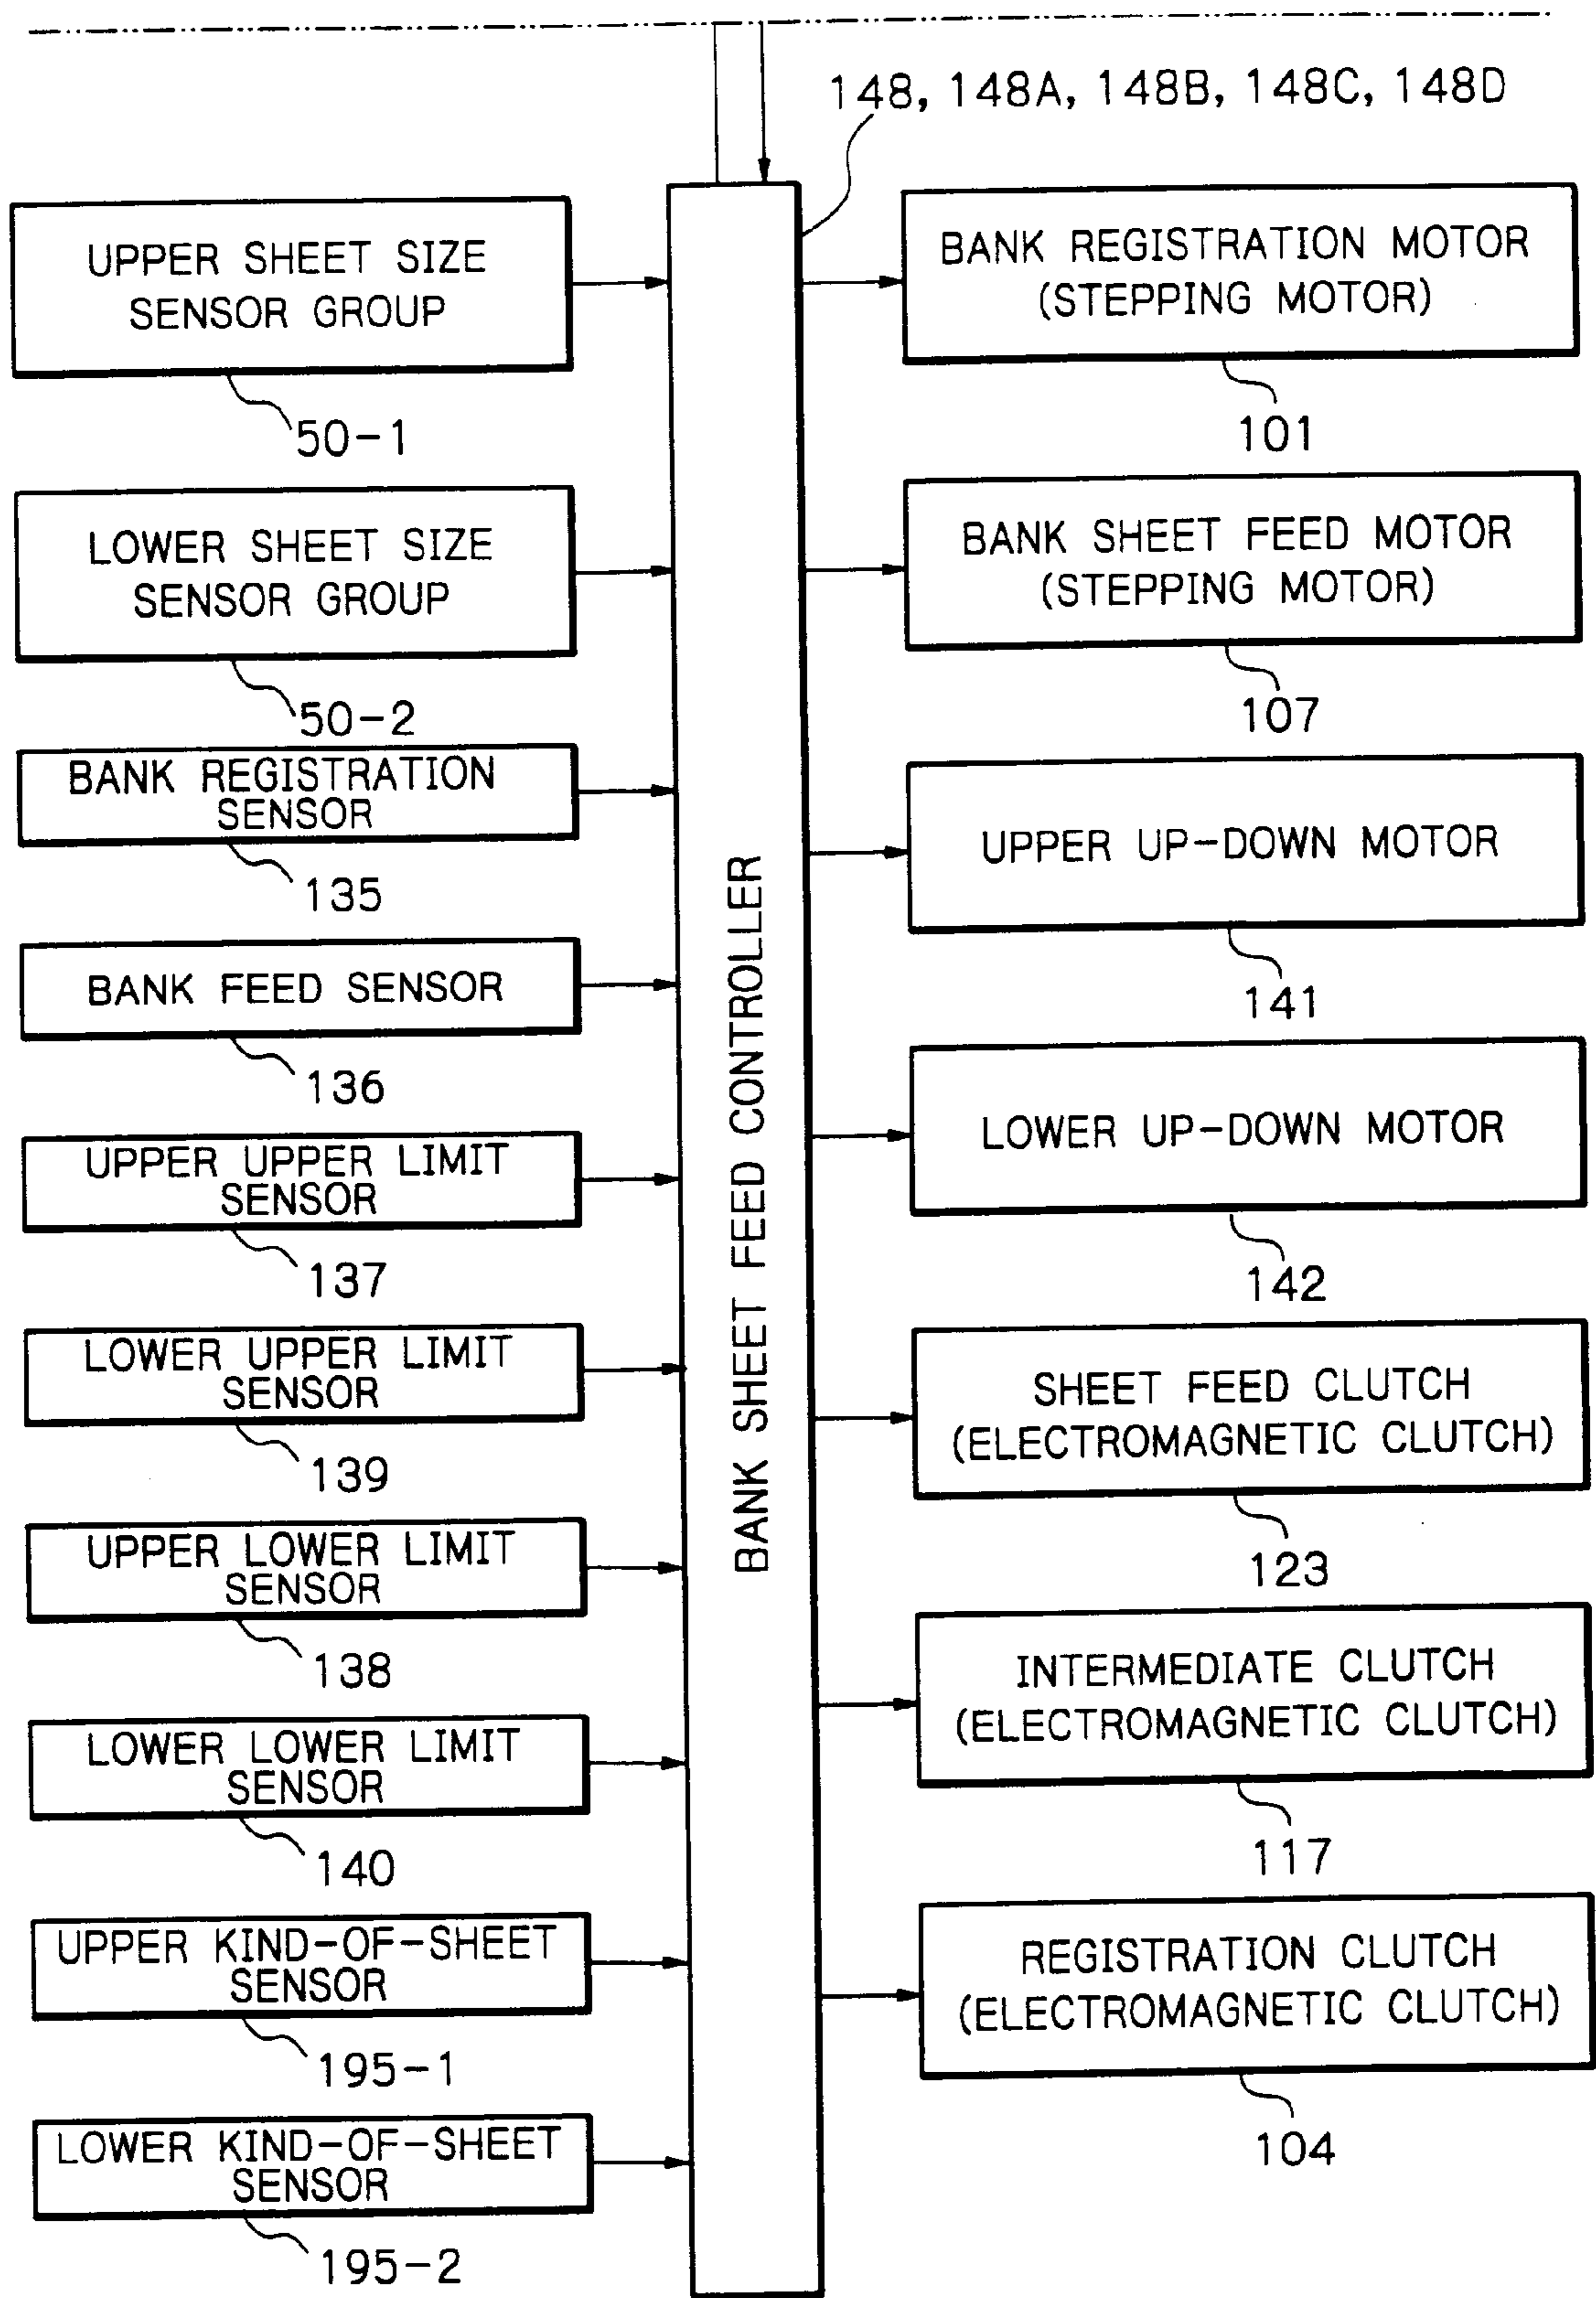 148, 148A, 148B, 148C, 148D
UPPER SHEET SIZE
SENSOR GROUP
50-1
LOWER SHEET SIZE
SENSOR GROUP
50-2
BANK REGISTRATION
SENSOR
135
BANK FEED SENSOR
136
UPPER UPPER LIMIT
SENSOR
137
LOWER UPPER LIMIT
SENSOR
139
UPPER LOWER LIMIT
SENSOR
138
LOWER LOWER LIMIT
SENSOR
140
UPPER KIND-OF-SHEET
SENSOR
195-1
LOWER KIND-OF-SHEET
SENSOR
195-2
BANK SHEET FEED CONTROLLER
BANK REGISTRATION MOTOR
(STEPPING MOTOR)
101
BANK SHEET FEED MOTOR
(STEPPING MOTOR)
107
UPPER UP-DOWN MOTOR
141
LOWER UP-DOWN MOTOR
142
SHEET FEED CLUTCH
(ELECTROMAGNETIC CLUTCH)
123
INTERMEDIATE CLUTCH
(ELECTROMAGNETIC CLUTCH)
117
REGISTRATION CLUTCH
(ELECTROMAGNETIC CLUTCH)
104